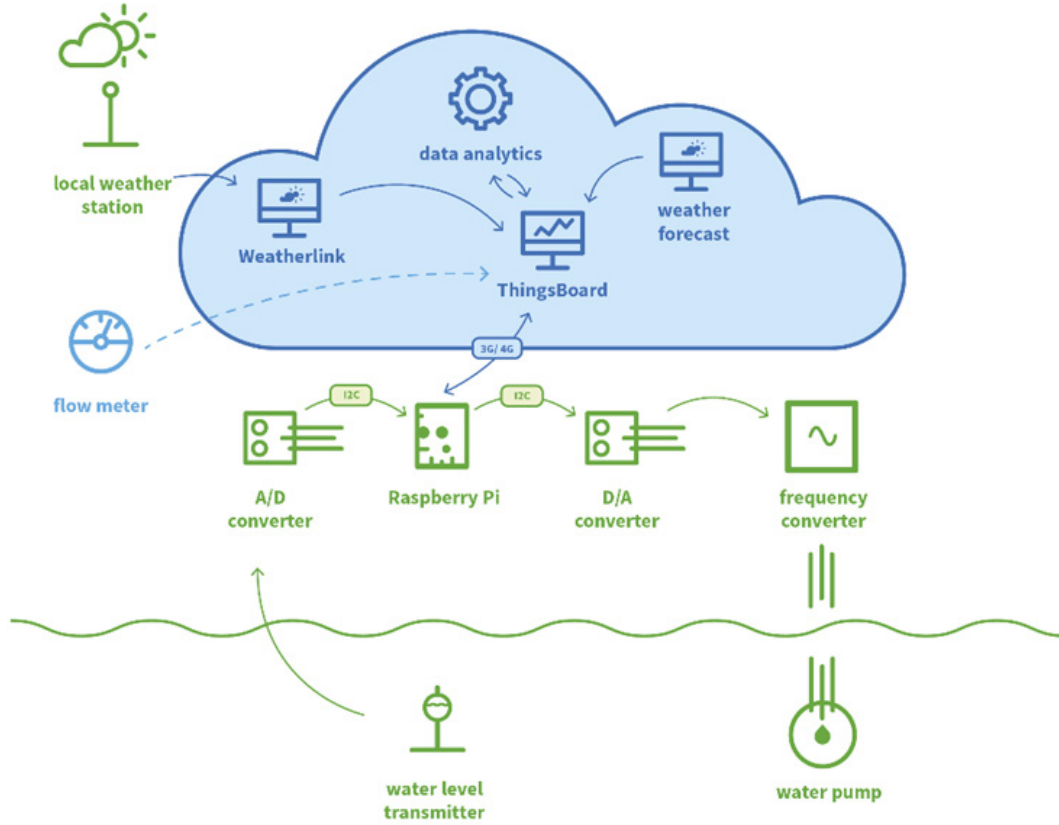 data analytics
local weather
station
weather
forecast
Weatherlink
ThingsBoard
3G/4G
flow meter
I2C
I2C
A/D
converter
Raspberry Pi
D/A
converter
frequency
converter
water level
transmitter
water pump